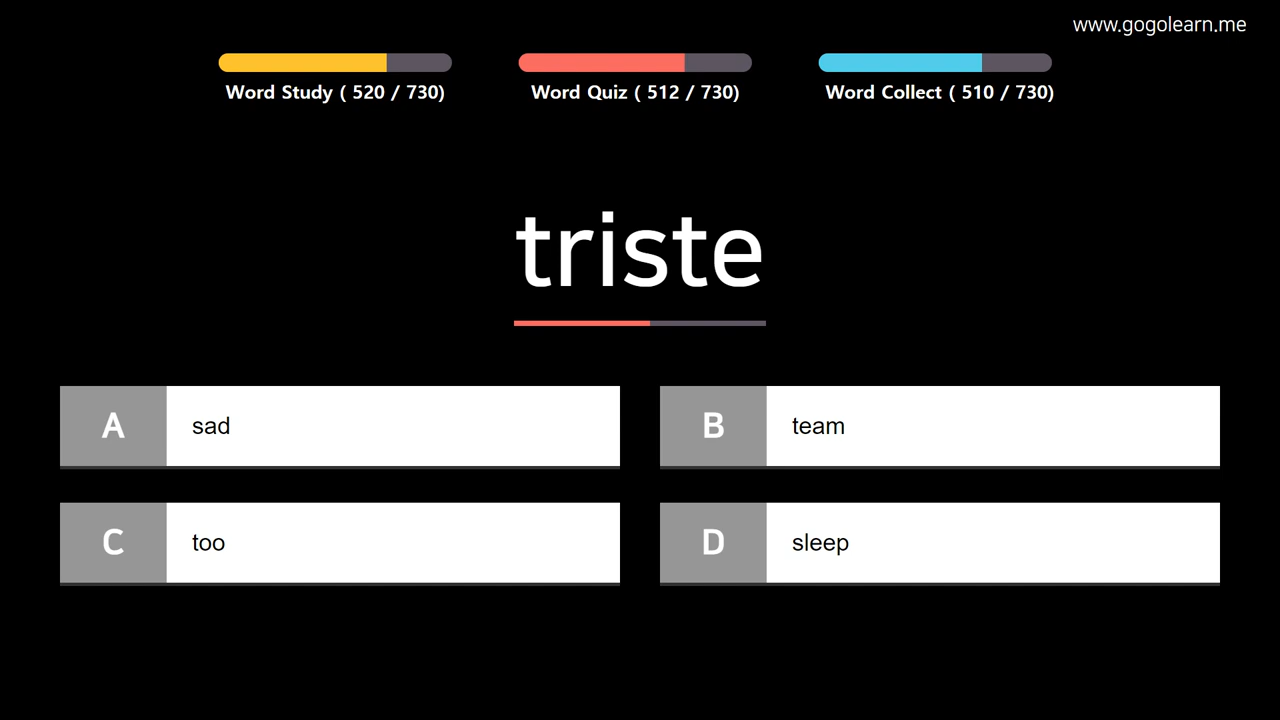 www.gogolearn.me
Word Study ( 520 / 730)
Word Quiz ( 512 / 730)
Word Collect ( 510 / 730)
triste
A sad
B team
C too
D sleep